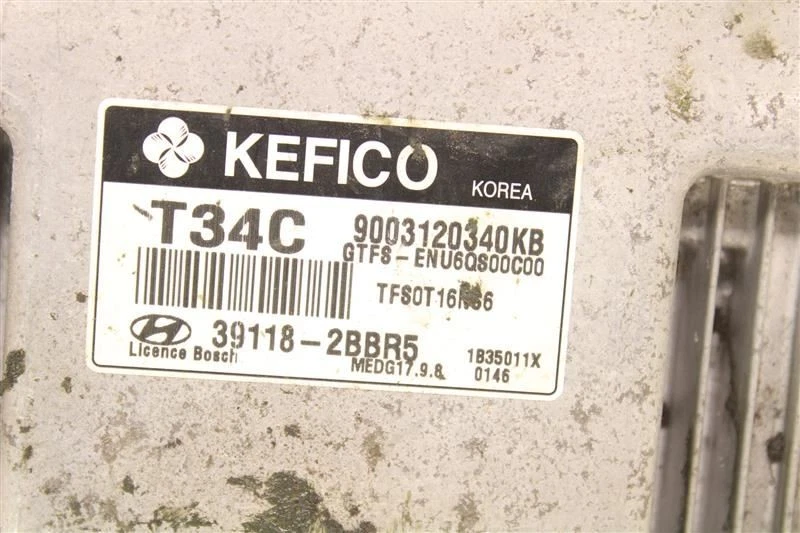 KEFICO KOREA
T34C 9003120340KB
GTFS-ENU6QS00C00
39118-2BBR5 1B35011X
Licence Bosch MEDG17.9.8 0146